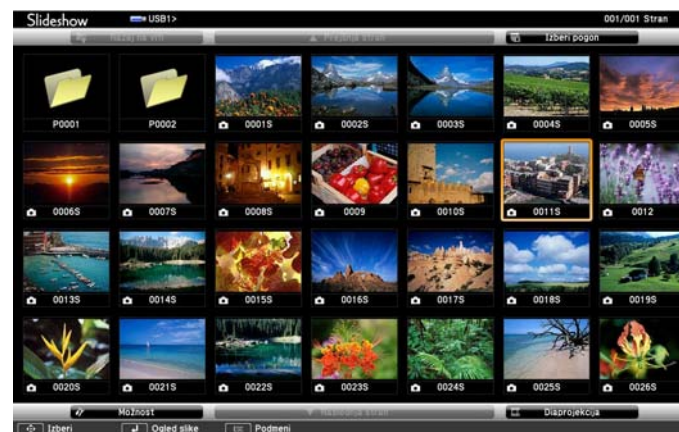 Slideshow USB1> 001/001 Stran
Nazaj na vrh Prejšnja stran Izberi pogon
P0001 P0002 0001S 0002S 0003S 0004S 0005S
0006S 0007S 0008S 0009 0010S 0011S 0012
0013S 0014S 0015S 0016S 0017S 0018S 0019S
0020S 0021S 0022S 0023S 0024S 0025S 0026S
Možnost Naslednja stran Diaprojekcija
Izberi Ogled slike Podmeni